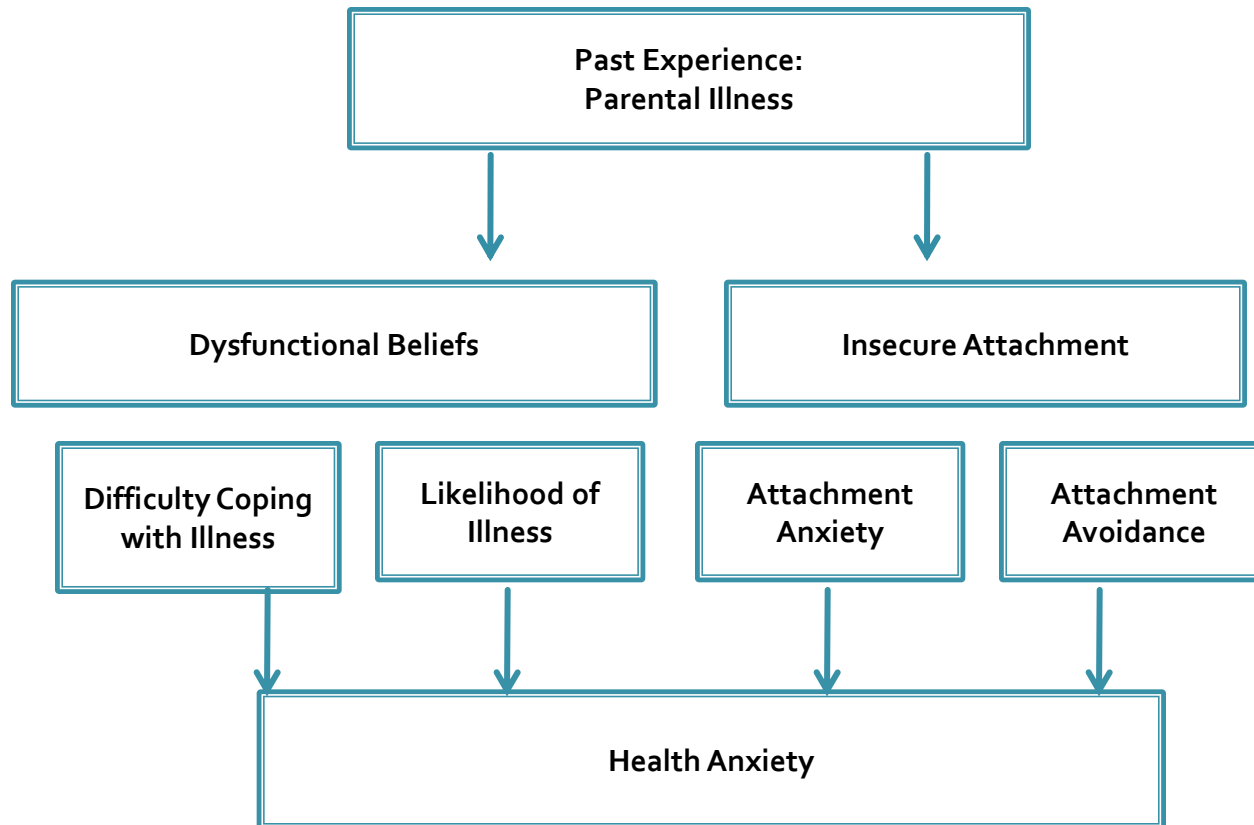 Past Experience:
Parental Illness
Dysfunctional Beliefs
Insecure Attachment
Difficulty Coping
with Illness
Likelihood of
Illness
Attachment
Anxiety
Attachment
Avoidance
Health Anxiety